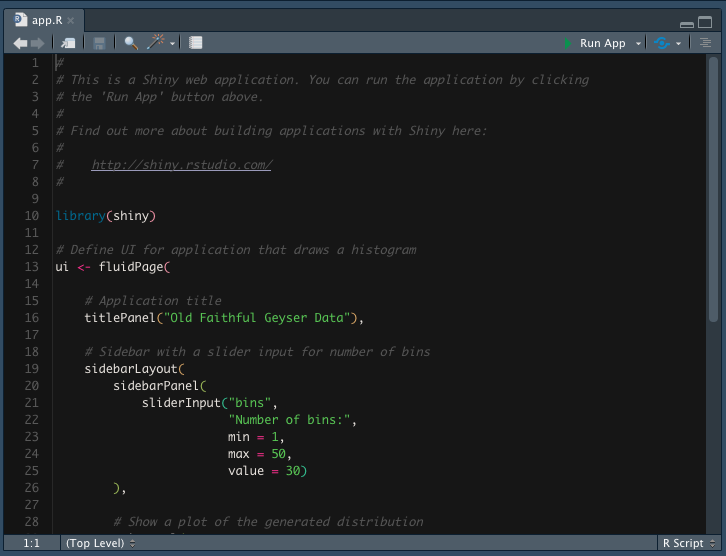 app.R
Run App
1 #
2 # This is a Shiny web application. You can run the application by clicking
3 # the 'Run App' button above.
4 #
5 # Find out more about building applications with Shiny here:
6 #
7 #    http://shiny.rstudio.com/
8 #
9
10 library(shiny)
11
12 # Define UI for application that draws a histogram
13 ui <- fluidPage(
14
15     # Application title
16     titlePanel("Old Faithful Geyser Data"),
17
18     # Sidebar with a slider input for number of bins
19     sidebarLayout(
20         sidebarPanel(
21             sliderInput("bins",
22                         "Number of bins:",
23                         min = 1,
24                         max = 50,
25                         value = 30)
26         ),
27
28         # Show a plot of the generated distribution
1:1 (Top Level) R Script